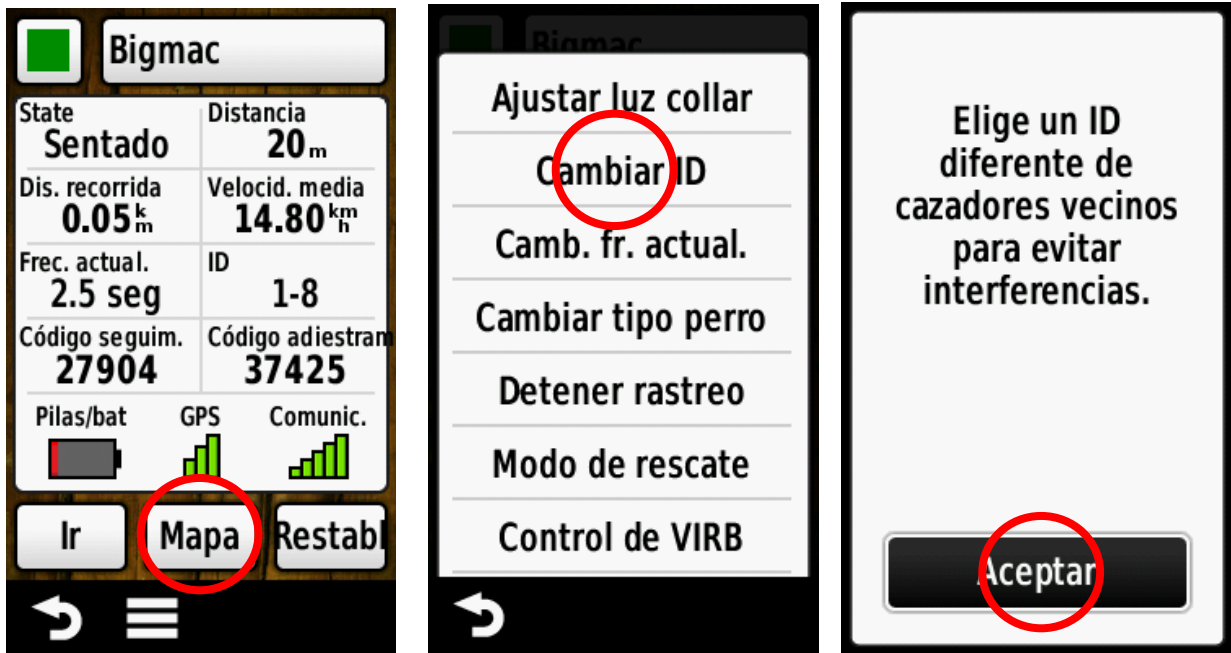 Bigmac
State
Sentado
Distancia
20 m
Dis. recorrida
0.05 km
Velocid. media
14.80 km h
Frec. actual.
2.5 seg
ID
1-8
Código seguim.
27904
Código adiestram
37425
Pilas/bat
GPS
Comunic.
Ir
Mapa
Restabl
Bigmac
Ajustar luz collar
Cambiar ID
Camb. fr. actual.
Cambiar tipo perro
Detener rastreo
Modo de rescate
Control de VIRB
Elige un ID
diferente de
cazadores vecinos
para evitar
interferencias.
Aceptar